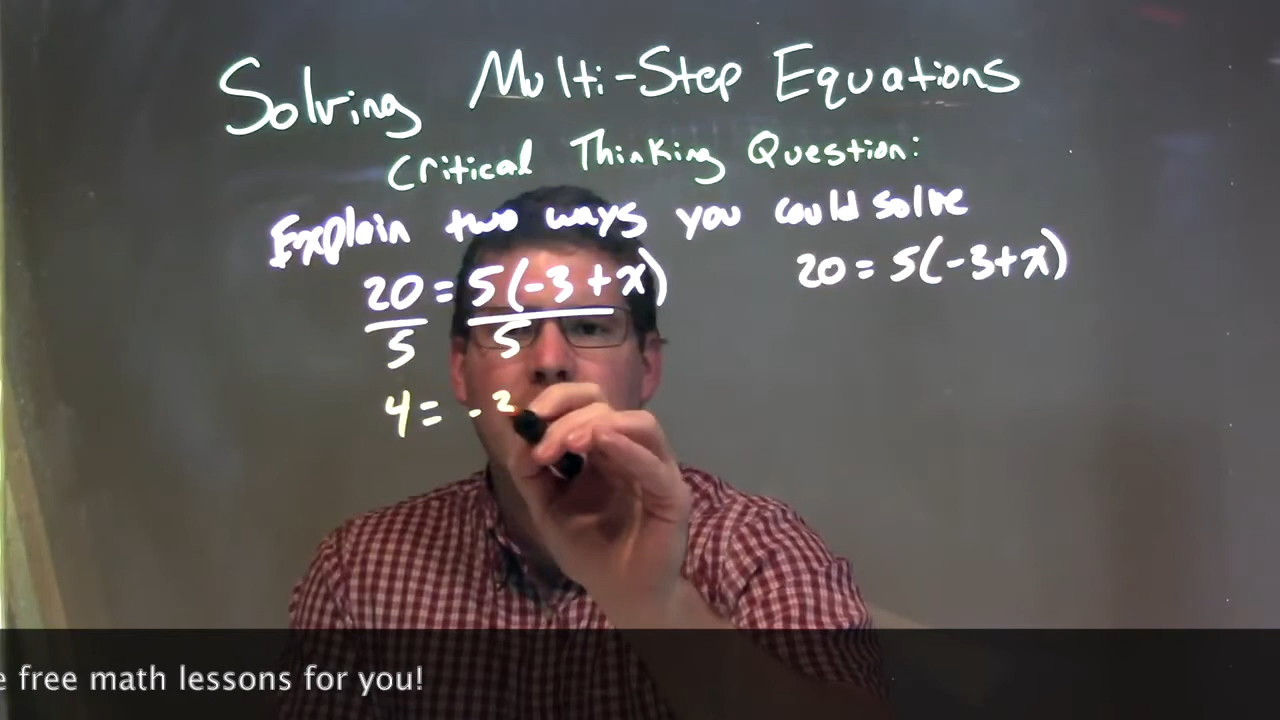 Solving Multi-Step Equations
Critical Thinking Question:
Explain two ways you could solve
20 = 5(-3+x) 20 = 5(-3+x)
5 5
4 = -3
free math lessons for you!